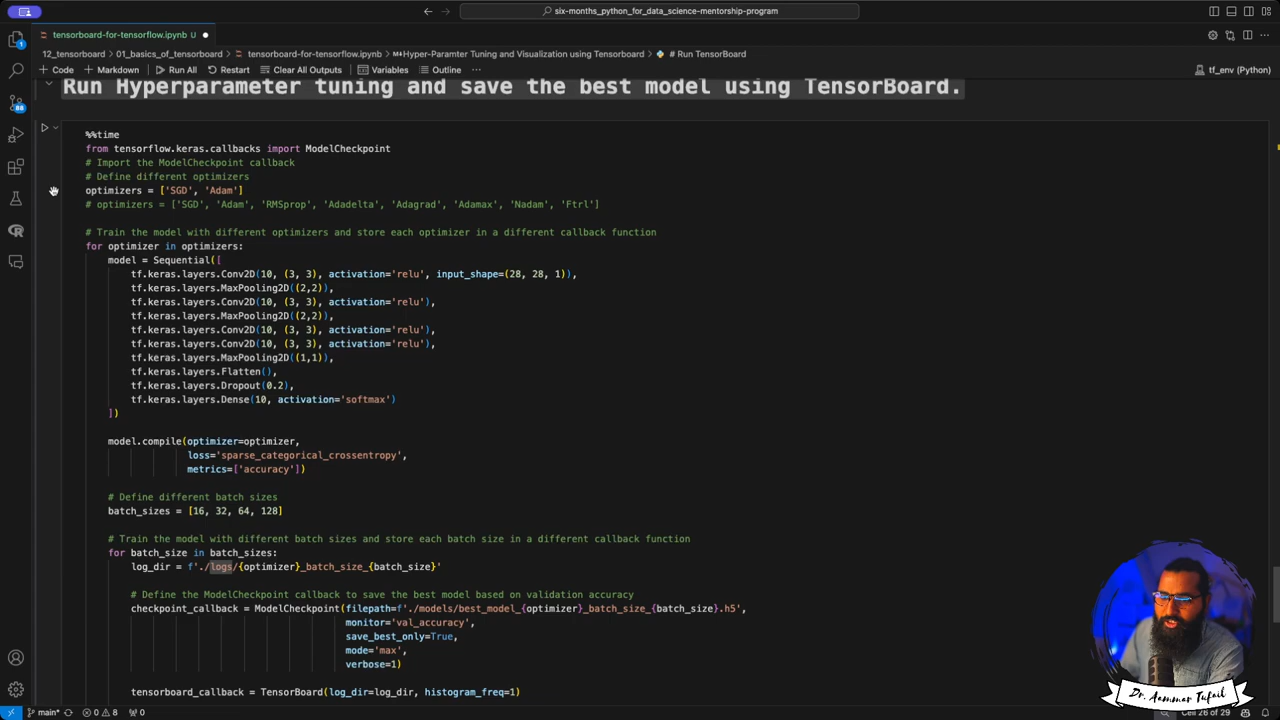 six-months_python_for_data_science-mentorship-program
tensorboard-for-tensorflow.ipynb U
12_tensorboard > 01_basics_of_tensorboard > tensorboard-for-tensorflow.ipynb > Hyper-Paramter Tuning and Visualization using Tensorboard > # Run TensorBoard
+ Code + Markdown Run All Restart Clear All Outputs Variables Outline ... tf_env (Python)
Run Hyperparameter tuning and save the best model using TensorBoard.
%%time
from tensorflow.keras.callbacks import ModelCheckpoint
# Import the ModelCheckpoint callback
# Define different optimizers
optimizers = ['SGD', 'Adam']
# optimizers = ['SGD', 'Adam', 'RMSprop', 'Adadelta', 'Adagrad', 'Adamax', 'Nadam', 'Ftrl']
# Train the model with different optimizers and store each optimizer in a different callback function
for optimizer in optimizers:
model = Sequential([
tf.keras.layers.Conv2D(10, (3, 3), activation='relu', input_shape=(28, 28, 1)),
tf.keras.layers.MaxPooling2D((2,2)),
tf.keras.layers.Conv2D(10, (3, 3), activation='relu'),
tf.keras.layers.MaxPooling2D((2,2)),
tf.keras.layers.Conv2D(10, (3, 3), activation='relu'),
tf.keras.layers.Conv2D(10, (3, 3), activation='relu'),
tf.keras.layers.MaxPooling2D((1,1)),
tf.keras.layers.Flatten(),
tf.keras.layers.Dropout(0.2),
tf.keras.layers.Dense(10, activation='softmax')
])
model.compile(optimizer=optimizer,
loss='sparse_categorical_crossentropy',
metrics=['accuracy'])
# Define different batch sizes
batch_sizes = [16, 32, 64, 128]
# Train the model with different batch sizes and store each batch size in a different callback function
for batch_size in batch_sizes:
log_dir = f'./logs/{optimizer}_batch_size_{batch_size}'
# Define the ModelCheckpoint callback to save the best model based on validation accuracy
checkpoint_callback = ModelCheckpoint(filepath=f'./models/best_model_{optimizer}_batch_size_{batch_size}.h5',
monitor='val_accuracy',
save_best_only=True,
mode='max',
verbose=1)
tensorboard_callback = TensorBoard(log_dir=log_dir, histogram_freq=1)
Dr. Aammar Tufail
main* 0 8 0 Cell 26 of 29
1
88